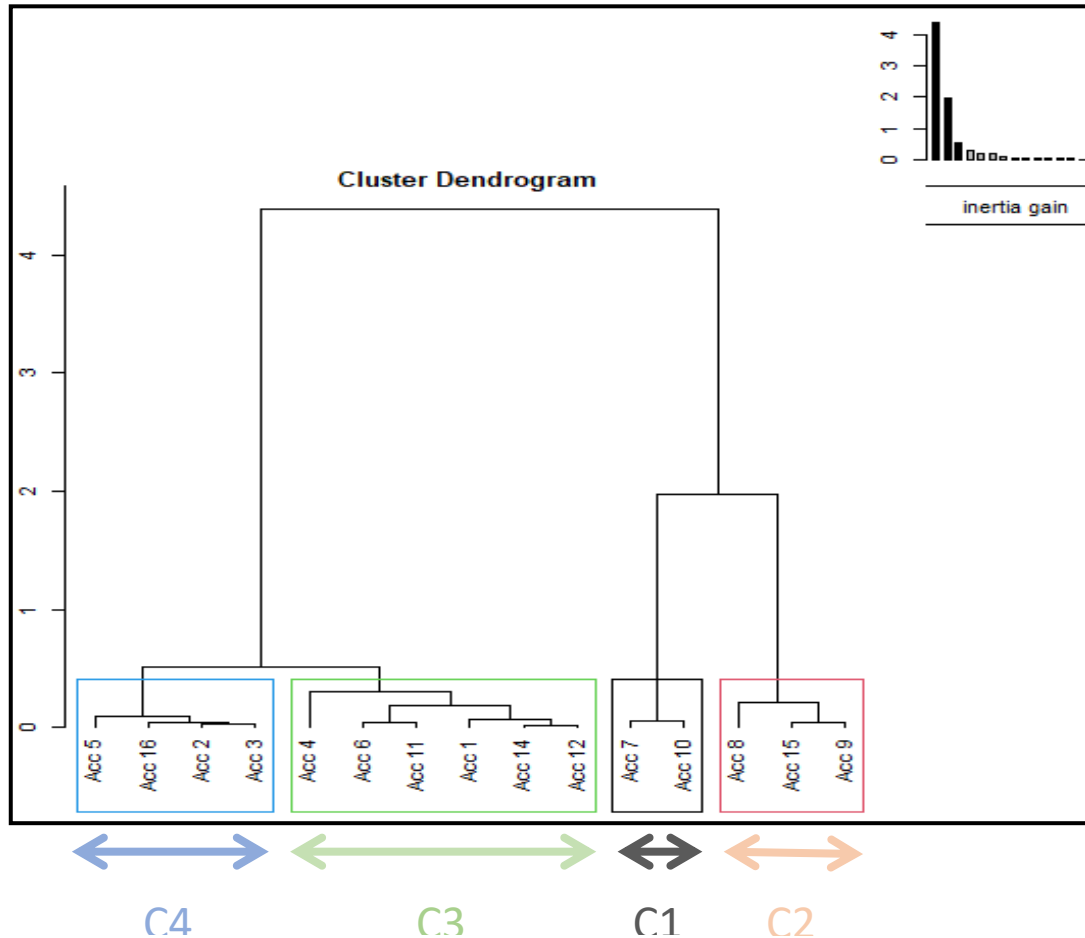 4
3
2
1
0
inertia gain
Cluster Dendrogram
4
3
2
1
0
Acc 5
Acc 16
Acc 2
Acc 3
Acc 4
Acc 6
Acc 11
Acc 1
Acc 14
Acc 12
Acc 7
Acc 10
Acc 8
Acc 15
Acc 9
C4
C3
C1
C2